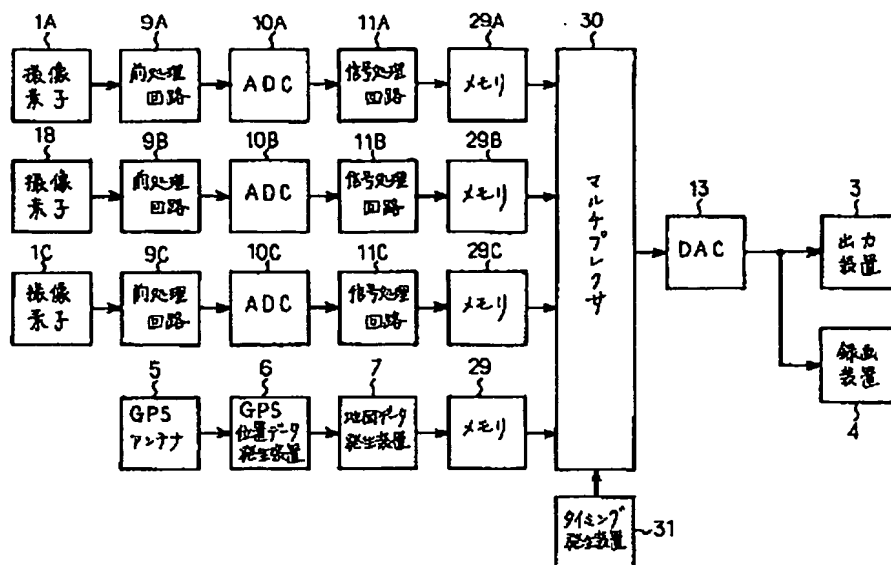 1A 9A 10A 11A 29A 30
撮像 前処理 ADC 信号処理 メモリ
素子 回路 回路
1B 9B 10B 11B 29B
撮像 前処理 ADC 信号処理 メモリ
素子 回路 回路
マルチプレクサ
13 3
DAC 出力
装置
1C 9C 10C 11C 29C
撮像 前処理 ADC 信号処理 メモリ
素子 回路 回路
録画
装置
4
5 6 7 29
GPS GPS 地図データ メモリ
アンテナ 位置データ 発生装置
発生装置
タイミング
発生装置
31